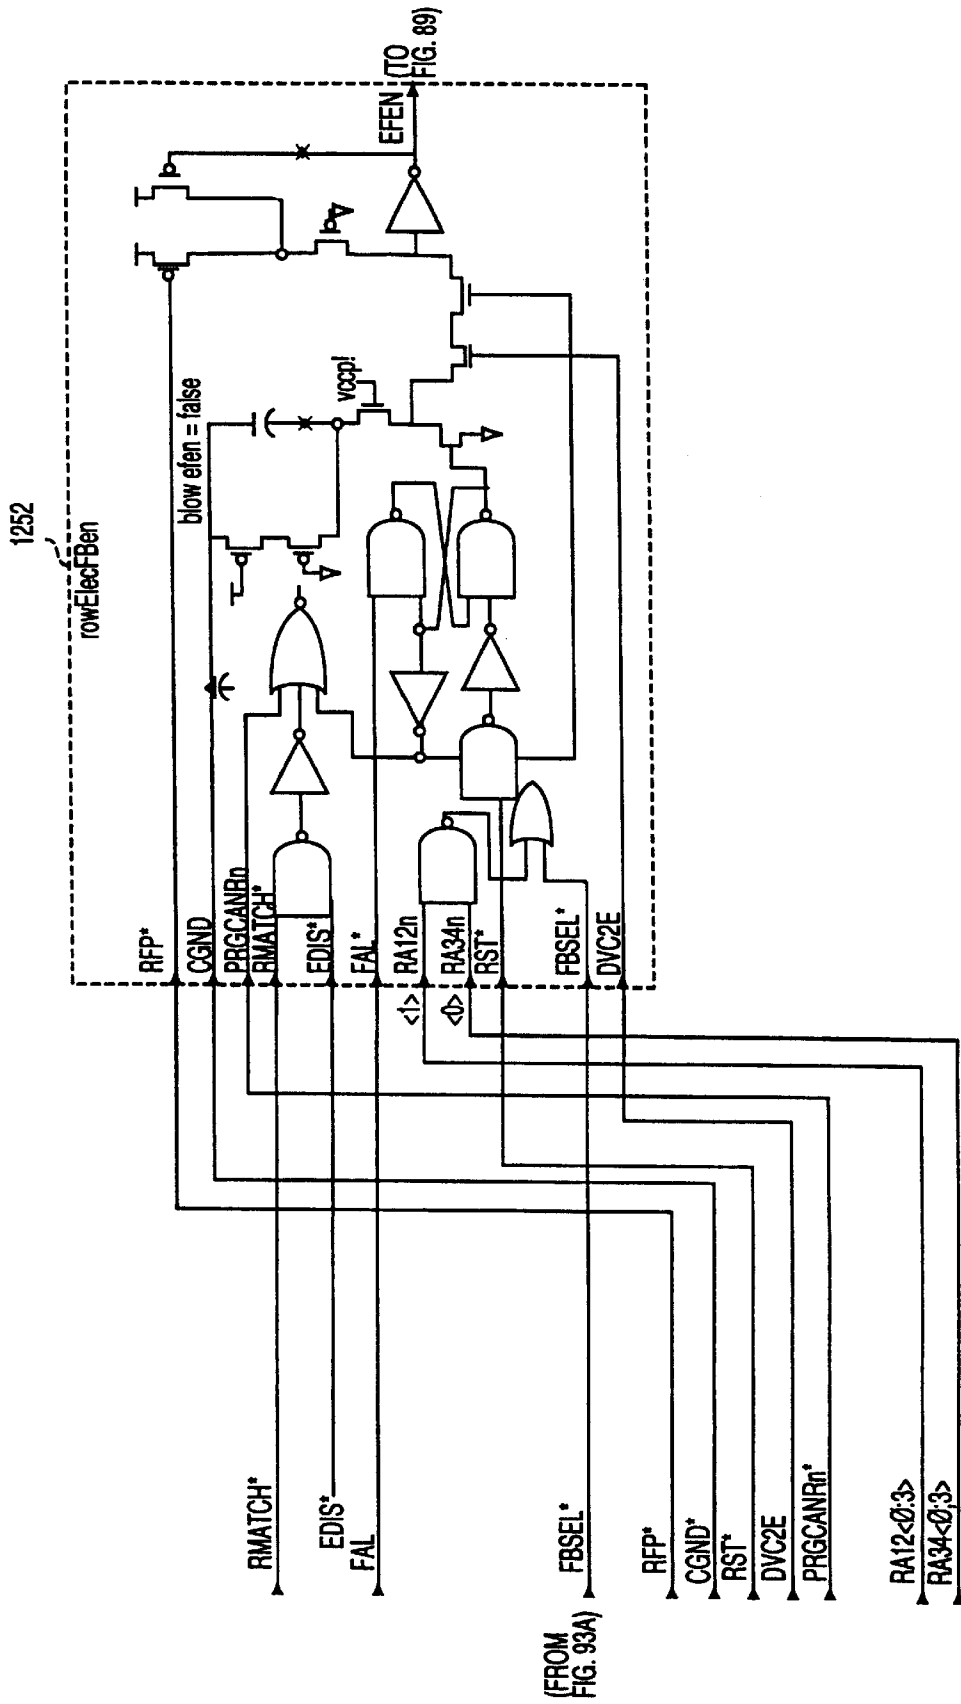 1252
rowElecFBen
RFP*
CGND
PRGCANRn
RMATCH*
EDIS*
FAL*
RA12n
<1>
RA34n
<0>
RST*
FBSEL*
DVC2E
blow efen = false
vccp!
EFEN
(TO
FIG. 89)
RMATCH*
EDIS*
FAL
FBSEL*
(FROM
FIG. 93A)
RFP*
CGND*
RST*
DVC2E
PRGCANRn*
RA12<Ø:3>
RA34<Ø;3>